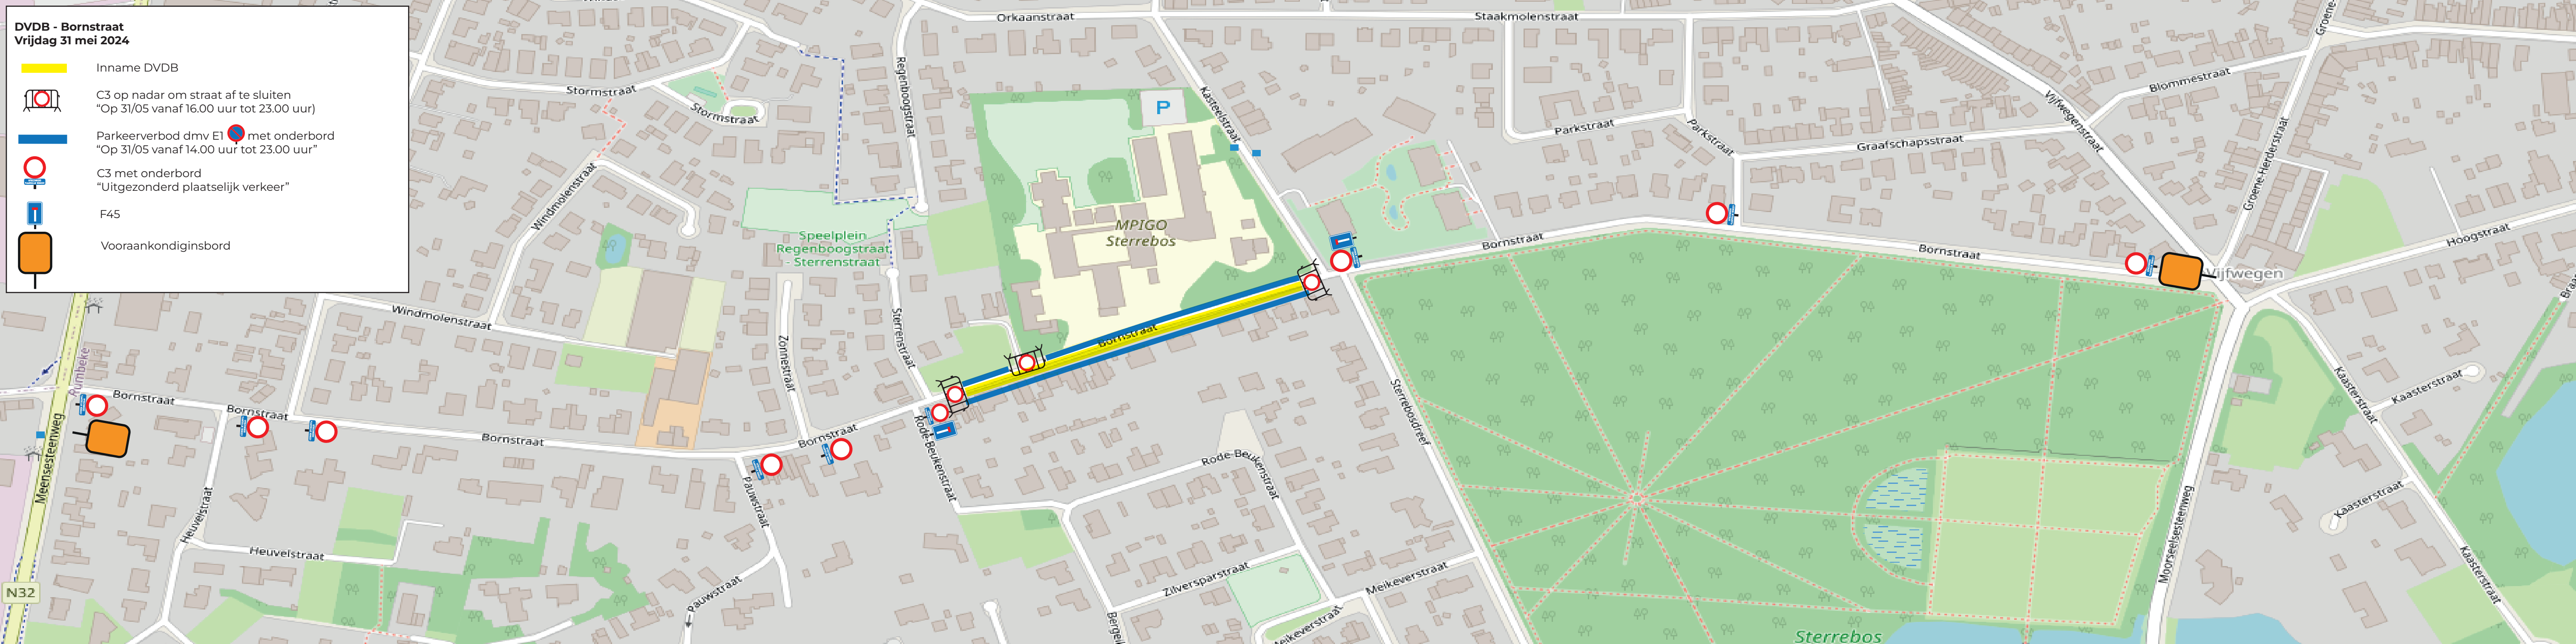 DVDB - Bornstraat
Vrijdag 31 mei 2024
Inname DVDB
C3 op nadar om straat af te sluiten
“Op 31/05 vanaf 16.00 uur tot 23.00 uur)
Parkeerverbod dmv E1 met onderbord
“Op 31/05 vanaf 14.00 uur tot 23.00 uur”
C3 met onderbord
“Uitgezonderd plaatselijk verkeer”
F45
Vooraankondiginsbord
Orkaanstraat
Staakmolenstraat
Groene-
Stormstraat
Stormstraat
Regenboogstraat
P
Kasteelstraat
Parkstraat
Parkstraat
Graafschapsstraat
Vijfwegenstraat
Blommestraat
Groene-Herderstraat
Windmolenstraat
Speelplein
Regenboogstraat
- Sterrenstraat
MPIGO
Sterrebos
Bornstraat
Bornstraat
Hoogstraat
Vijfwegen
Windmolenstraat
Sterrenstraat
Zonnestraat
Bornstraat
Bornstraat
Bornstraat
Bornstraat
Bornstraat
Meensesteenweg
Rode-Beukenstraat
Rode-Beukenstraat
Sterrebosdreef
Kaasterstraat
Kaasterstraat
Kaasterstraat
Kaasterstraat
Heuvelstraat
Heuvelstraat
Pauwstraat
Pauwstraat
Zilversparstraat
Meikeverstraat
Meikeverstraat
Moorseelsesteenweg
N32
Sterrebos